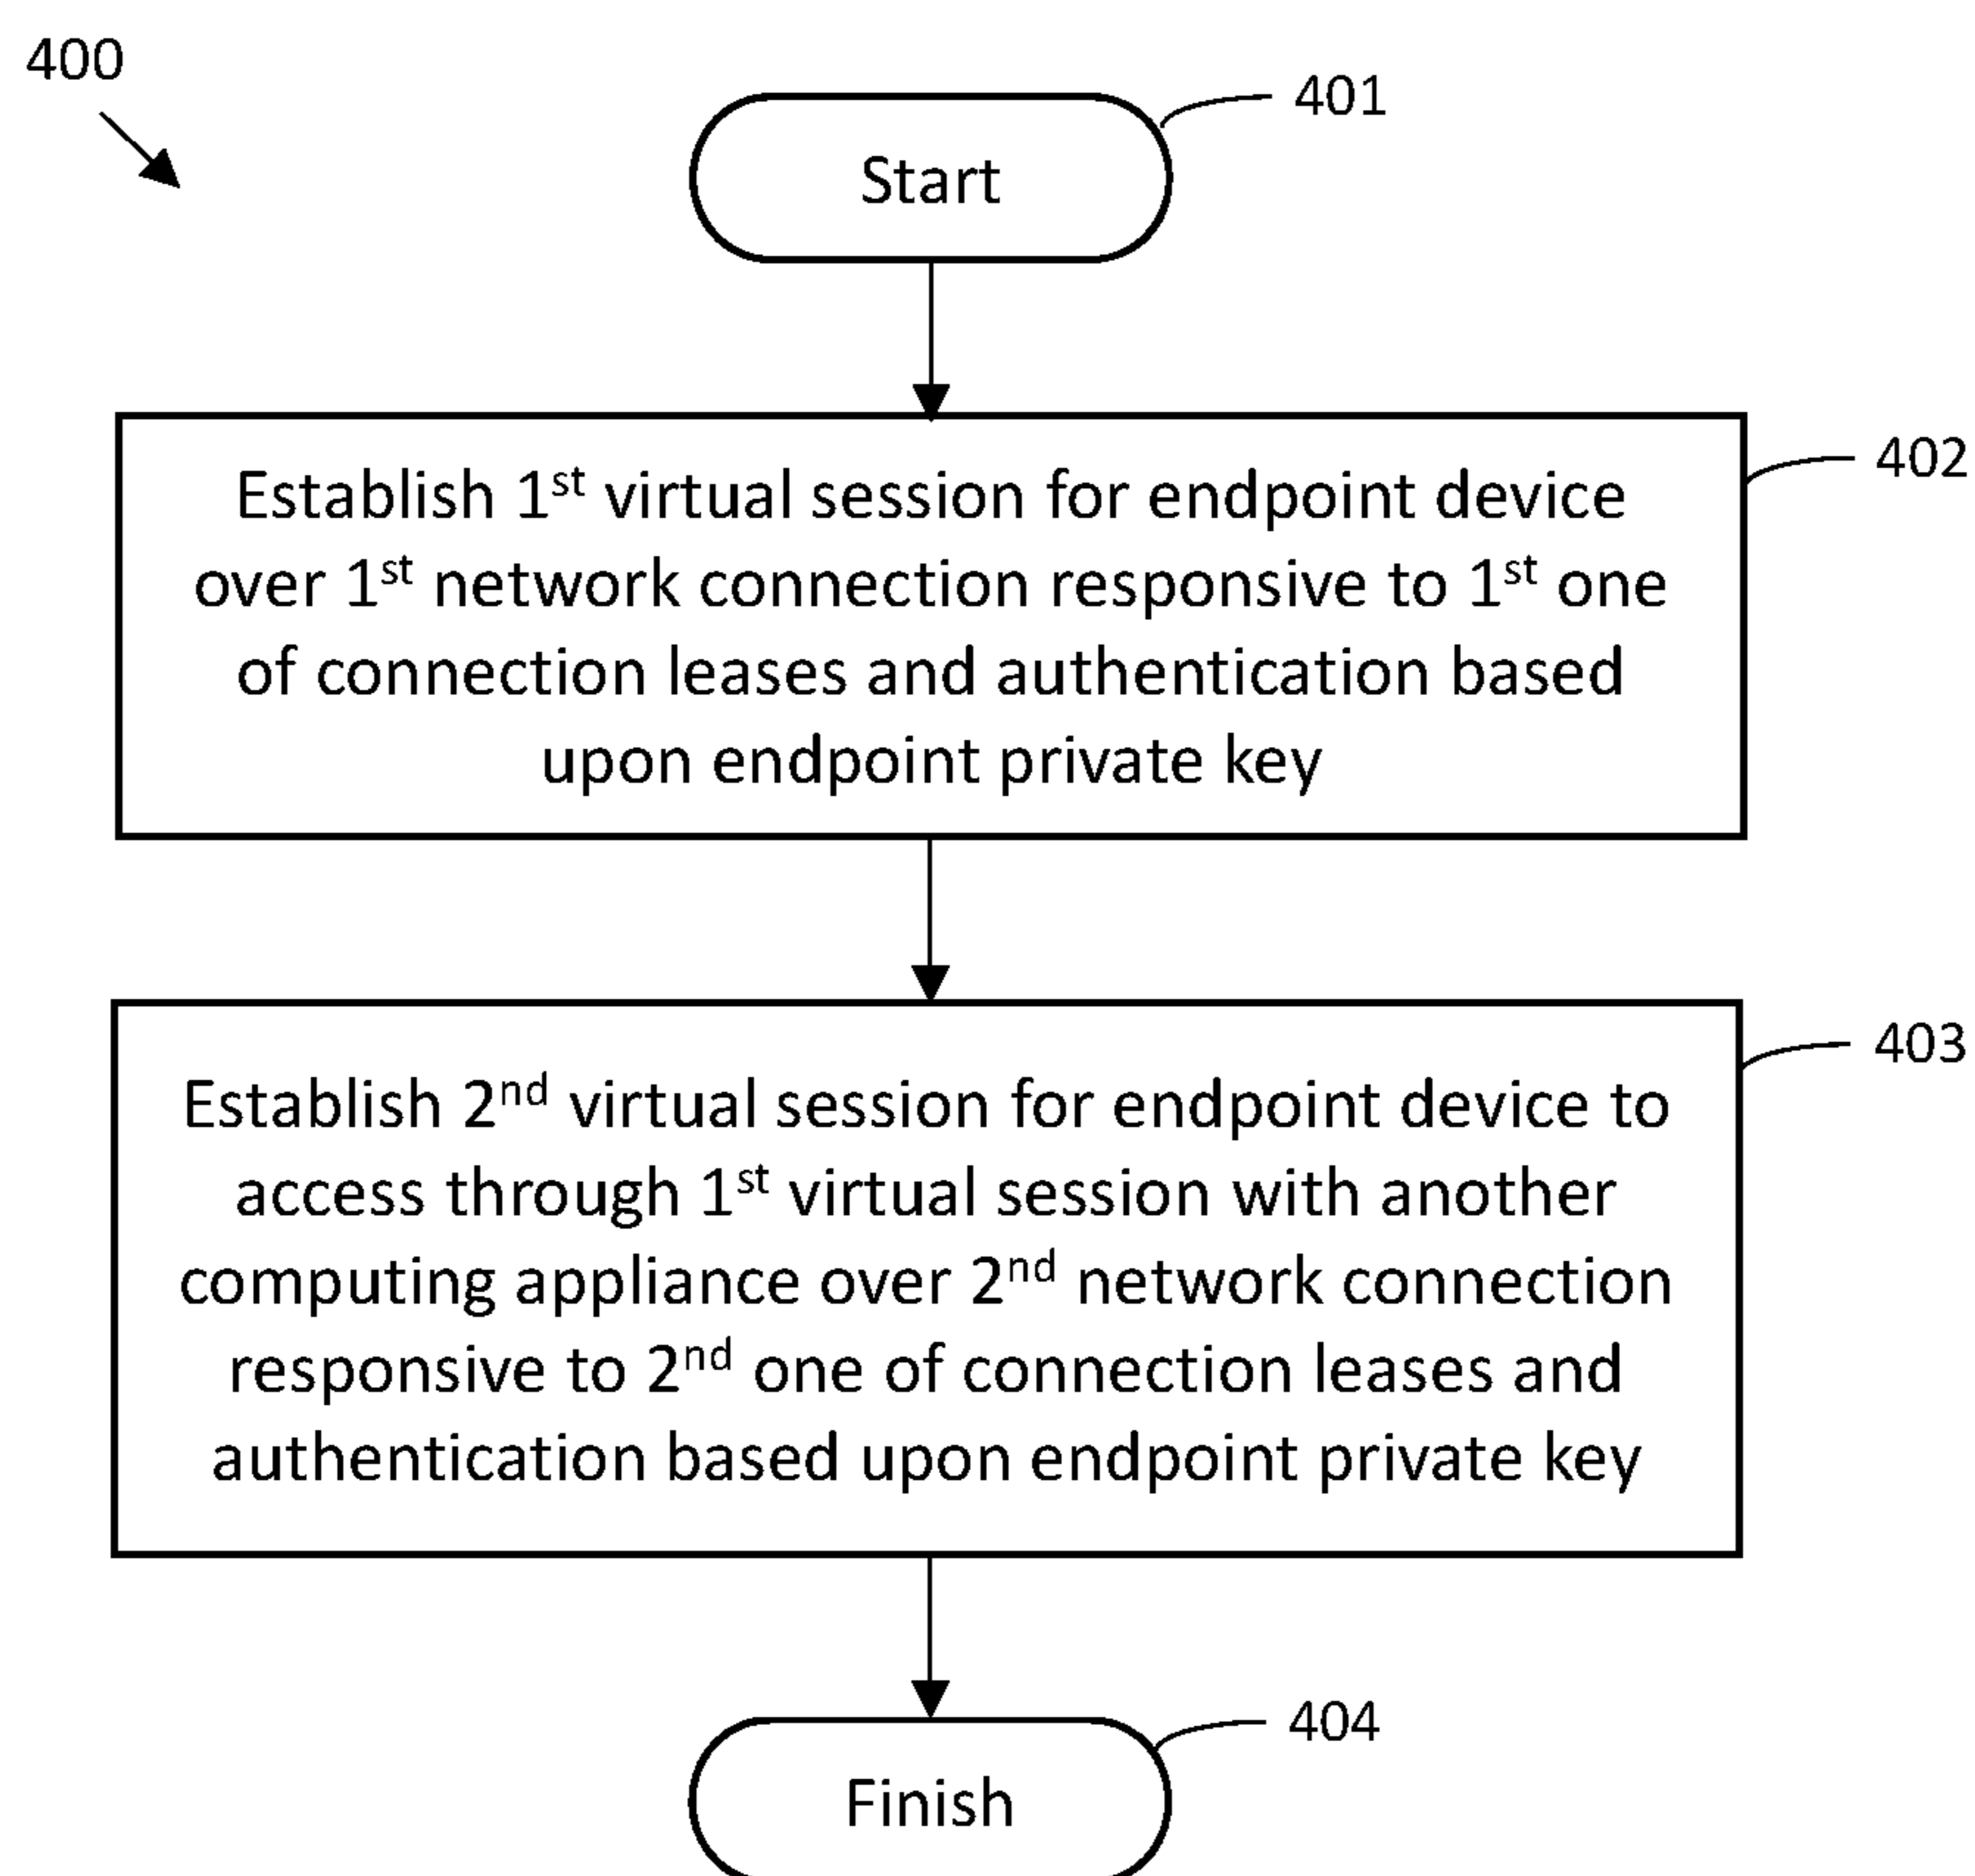 400
401
Start
402
Establish 1st virtual session for endpoint device
over 1st network connection responsive to 1st one
of connection leases and authentication based
upon endpoint private key
403
Establish 2nd virtual session for endpoint device to
access through 1st virtual session with another
computing appliance over 2nd network connection
responsive to 2nd one of connection leases and
authentication based upon endpoint private key
404
Finish